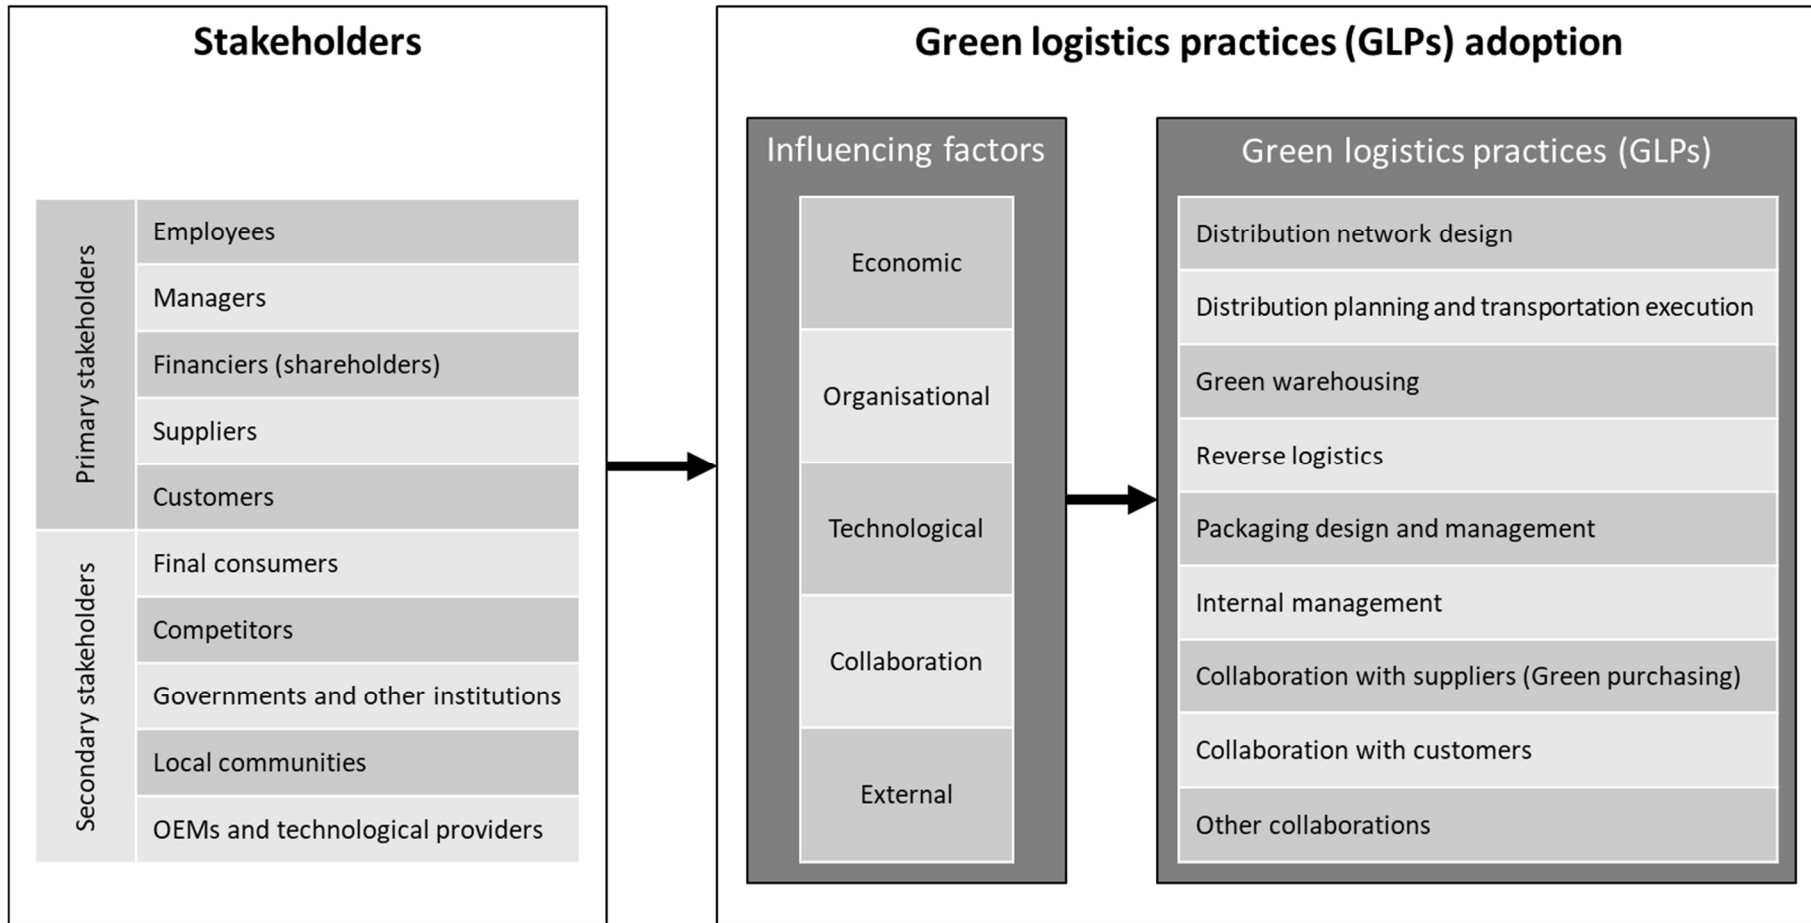 Stakeholders
Primary stakeholders
Employees
Managers
Financiers (shareholders)
Suppliers
Customers
Secondary stakeholders
Final consumers
Competitors
Governments and other institutions
Local communities
OEMs and technological providers
Green logistics practices (GLPs) adoption
Influencing factors
Economic
Organisational
Technological
Collaboration
External
Green logistics practices (GLPs)
Distribution network design
Distribution planning and transportation execution
Green warehousing
Reverse logistics
Packaging design and management
Internal management
Collaboration with suppliers (Green purchasing)
Collaboration with customers
Other collaborations